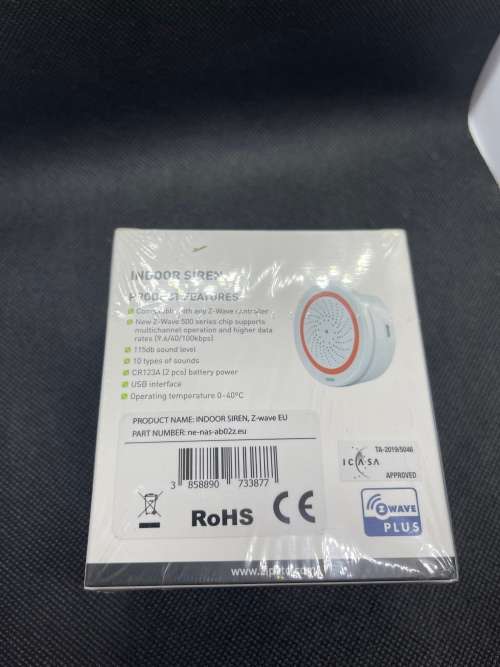 INDOOR SIREN
FEATURES
Compatible with any Z-Wave controller
New Z-Wave 500 series chip supports
multichannel operation and higher data
rates (9.6/40/100kbps)
115db sound level
10 types of sounds
CR123A (2 pcs) battery power
USB interface
Operating temperature 0-40ºC
PRODUCT NAME: INDOOR SIREN, Z-wave EU
PART NUMBER: ne-nas-ab02z.eu
3 858890 733877
RoHS CE
TA-2019/5046
ICASA
APPROVED
Z WAVE
PLUS